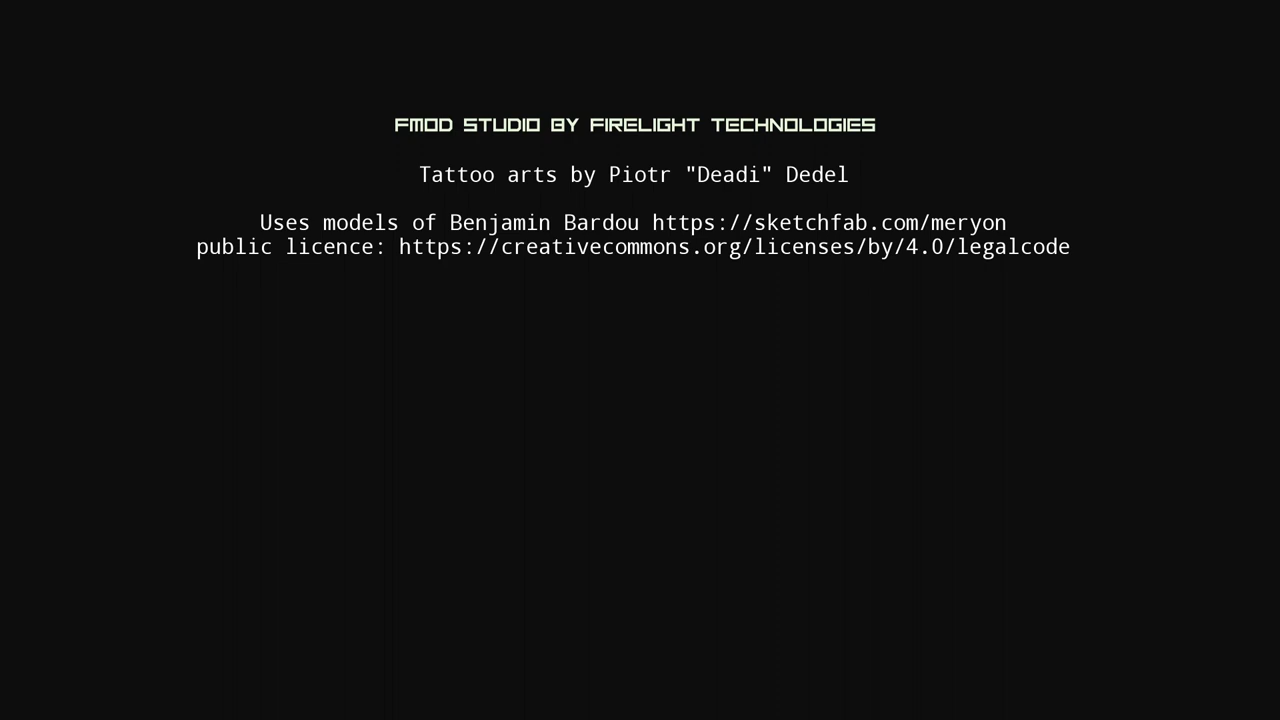 FMOD STUDIO BY FIRELIGHT TECHNOLOGIES
Tattoo arts by Piotr "Deadi" Dedel
Uses models of Benjamin Bardou https://sketchfab.com/meryon
public licence: https://creativecommons.org/licenses/by/4.0/legalcode